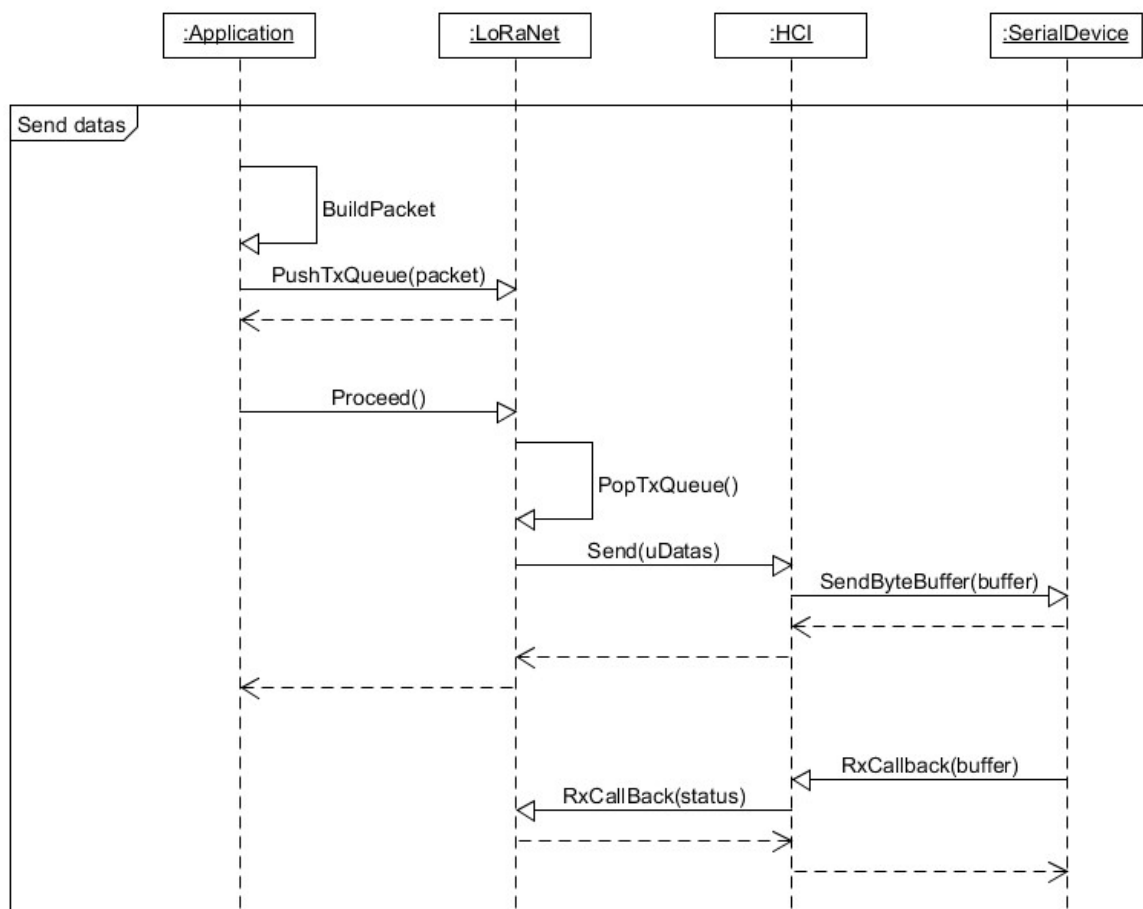 :Application
:LoRaNet
:HCI
:SerialDevice
Send datas
BuildPacket
PushTxQueue(packet)
Proceed()
PopTxQueue()
Send(uDatas)
SendByteBuffer(buffer)
RxCallback(buffer)
RxCallBack(status)